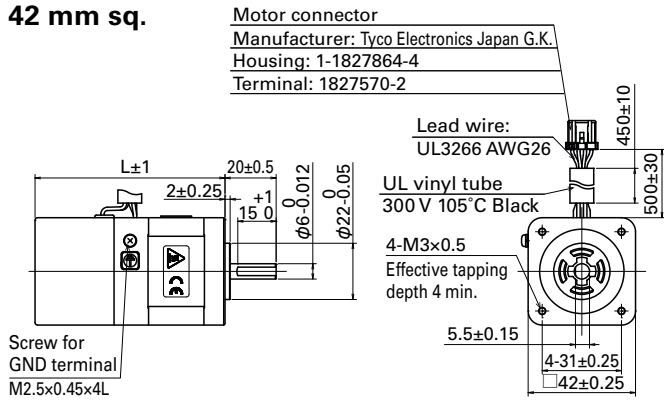 42 mm sq.
Motor connector
Manufacturer: Tyco Electronics Japan G.K.
Housing: 1-1827864-4
Terminal: 1827570-2
Lead wire:
UL3266 AWG26
UL vinyl tube
300 V 105°C Black
450±10
500±30
L±1
20±0.5
2±0.25
+1
15 0
0
ϕ6-0.012
0
ϕ22-0.05
4-M3×0.5
Effective tapping
depth 4 min.
5.5±0.15
4-31±0.25
□42±0.25
Screw for
GND terminal
M2.5×0.45×4L
CE